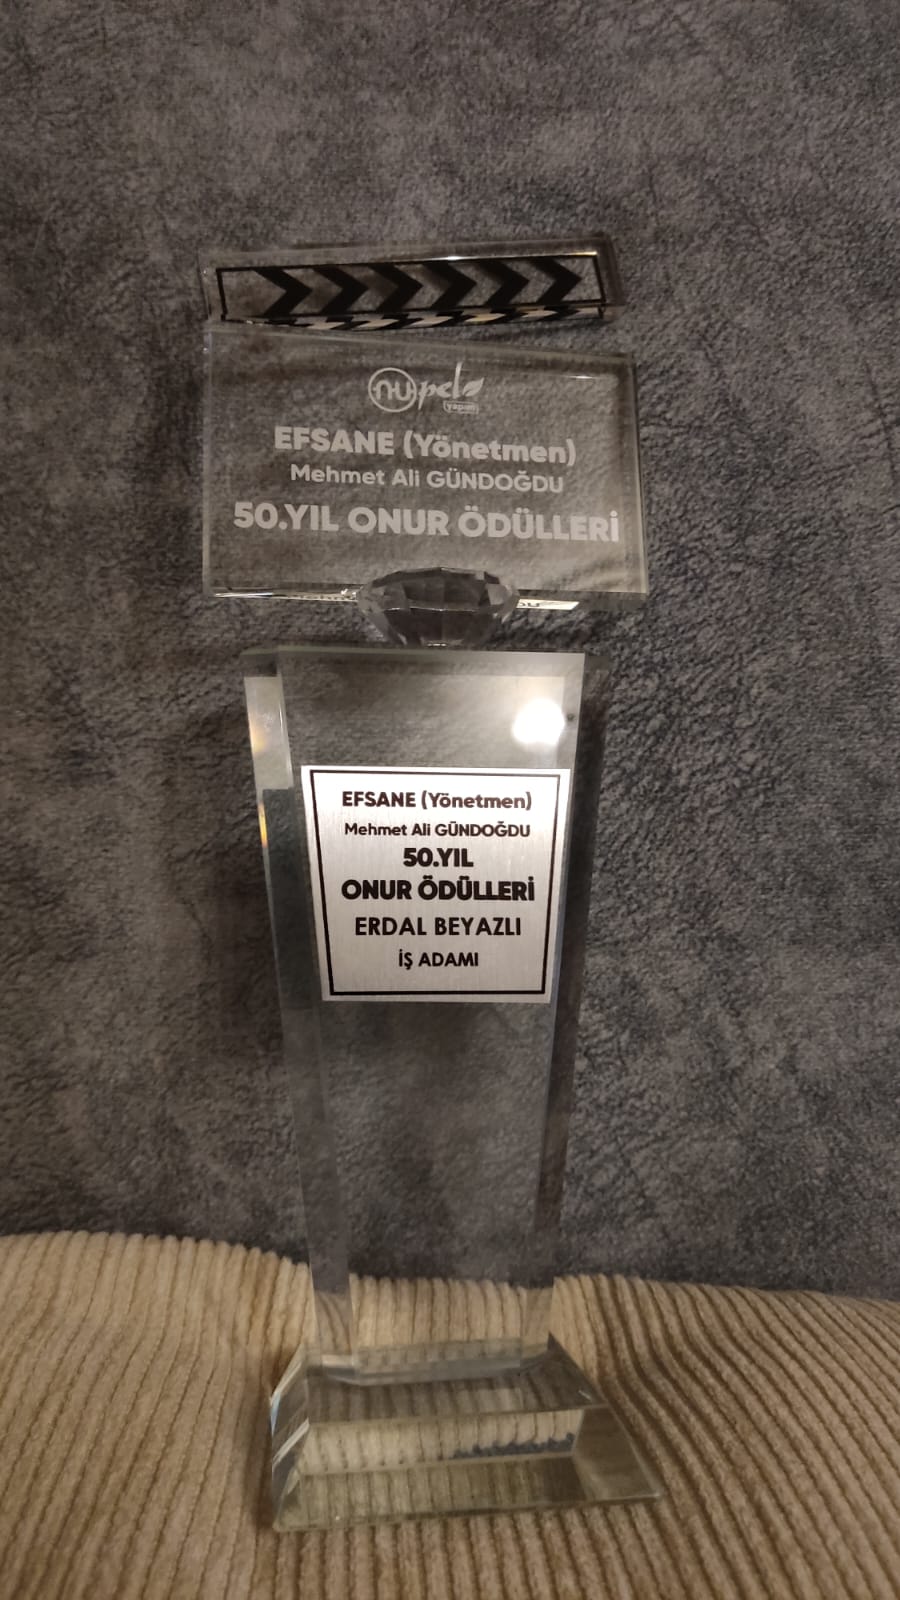 nupel
yapım
EFSANE (Yönetmen)
Mehmet Ali GÜNDOĞDU
50.YIL ONUR ÖDÜLLERİ
EFSANE (Yönetmen)
Mehmet Ali GÜNDOĞDU
50.YIL
ONUR ÖDÜLLERİ
ERDAL BEYAZLI
İŞ ADAMI